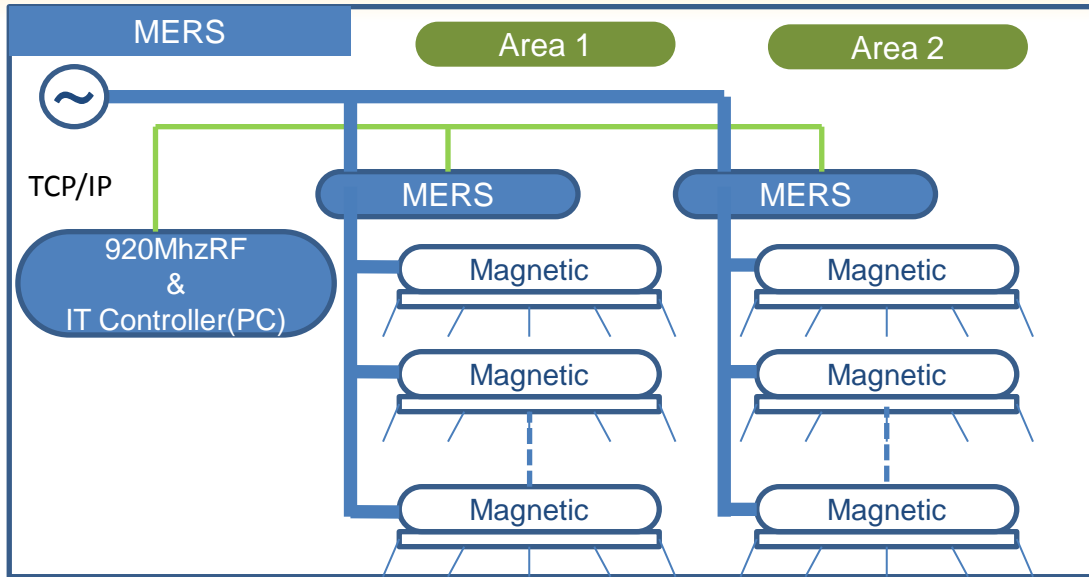 MERS
Area 1
Area 2
~
TCP/IP
MERS
MERS
920MhzRF
&
IT Controller(PC)
Magnetic
Magnetic
Magnetic
Magnetic
Magnetic
Magnetic